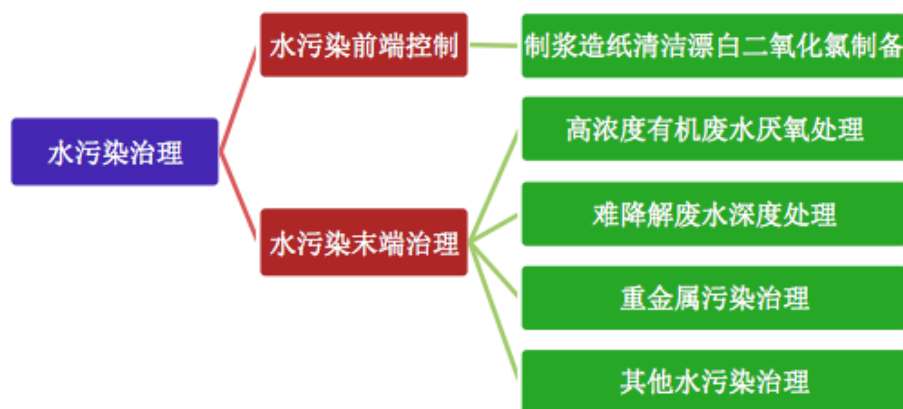 水污染治理
水污染前端控制
制浆造纸清洁漂白二氧化氯制备
水污染末端治理
高浓度有机废水厌氧处理
难降解废水深度处理
重金属污染治理
其他水污染治理